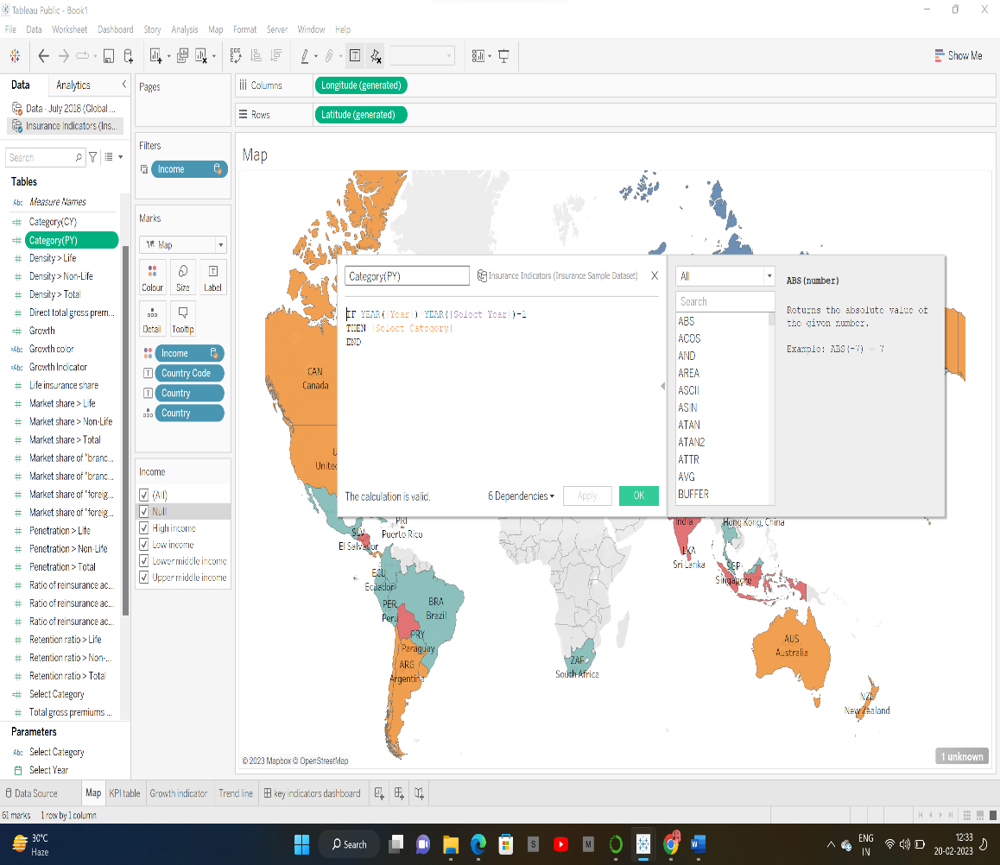 Tableau Public - Book1
File Data Worksheet Dashboard Story Analysis Map Format Server Window Help
Show Me
Data Analytics
Data - July 2018 (Global ...
Insurance Indicators (Ins...
Search
Tables
Abc Measure Names
Category(CY)
Category(PY)
Density > Life
Density > Non-Life
Density > Total
Direct total gross prem...
Growth
Growth color
Growth Indicator
Life insurance share
Market share > Life
Market share > Non-Life
Market share > Total
Market share of "branc...
Market share of "branc...
Market share of "foreig...
Market share of "foreig...
Penetration > Life
Penetration > Non-Life
Penetration > Total
Ratio of reinsurance ac...
Ratio of reinsurance ac...
Ratio of reinsurance ac...
Retention ratio > Life
Retention ratio > Non-...
Retention ratio > Total
Select Category
Total gross premiums ...
Parameters
Abc Select Category
Select Year
Pages
Filters
Income
Marks
Map
Colour Size Label
Detail Tooltip
Income
Country Code
Country
Country
Income
(All)
Null
High income
Low income
Lower middle income
Upper middle income
Columns Longitude (generated)
Rows Latitude (generated)
Map
Category(PY) Insurance Indicators (Insurance Sample Dataset)
IF YEAR([Year])=YEAR([Select Year])-1
THEN [Select Category]
END
The calculation is valid. 6 Dependencies Apply OK
All
Search
ABS
ACOS
AND
AREA
ASCII
ASIN
ATAN
ATAN2
ATTR
AVG
BUFFER
ABS(number)
Returns the absolute value of
the given number.
Example: ABS(-7) = 7
CAN
Canada
PRI
Puerto Rico
SLV
El Salvador
ECU
Ecuador
PER
Peru
BRA
Brazil
PRY
Paraguay
ARG
Argentina
ZAF
South Africa
India
LKA
Sri Lanka
Hong Kong, China
SGP
Singapore
AUS
Australia
NZL
New Zealand
© 2023 Mapbox © OpenStreetMap
1 unknown
Data Source Map KPI table Growth indicator Trend line key indicators dashboard
61 marks 1 row by 1 column
30°C
Haze
Search
ENG
IN
12:33
20-02-2023